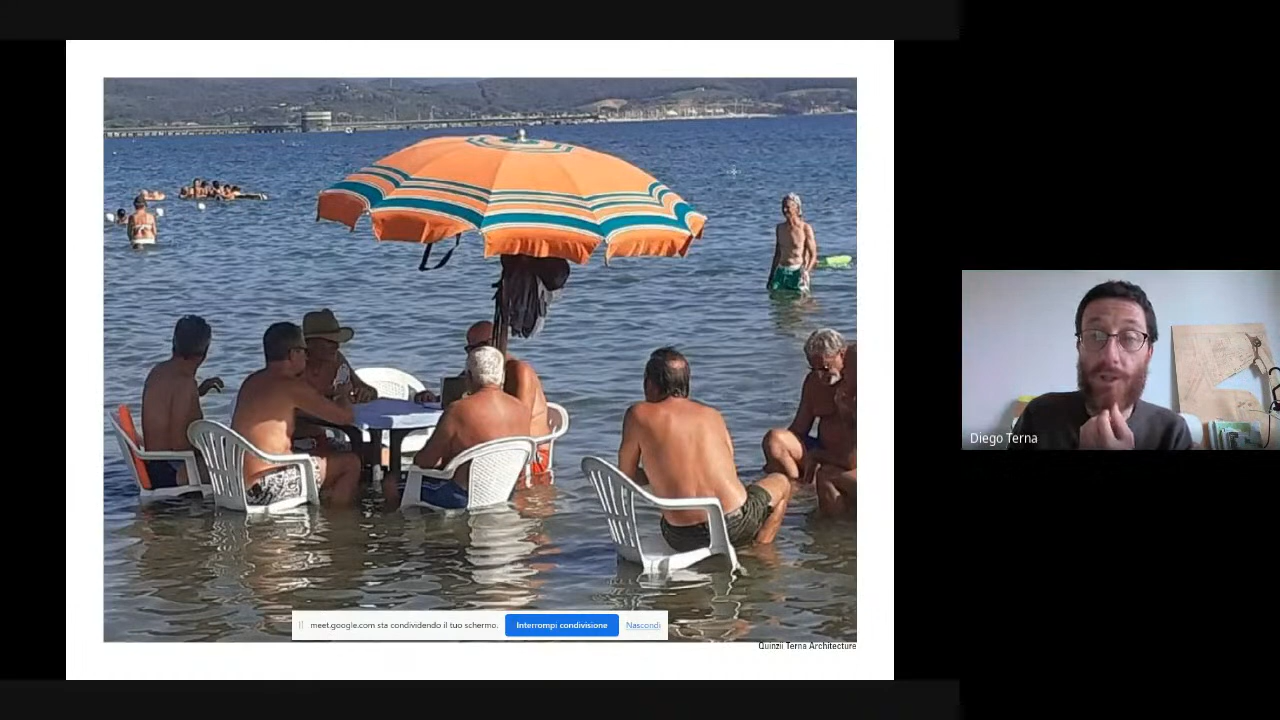 Diego Terna
meet.google.com sta condividendo il tuo schermo.
Interrompi condivisione
Nascondi
Quinzii Terna Architecture